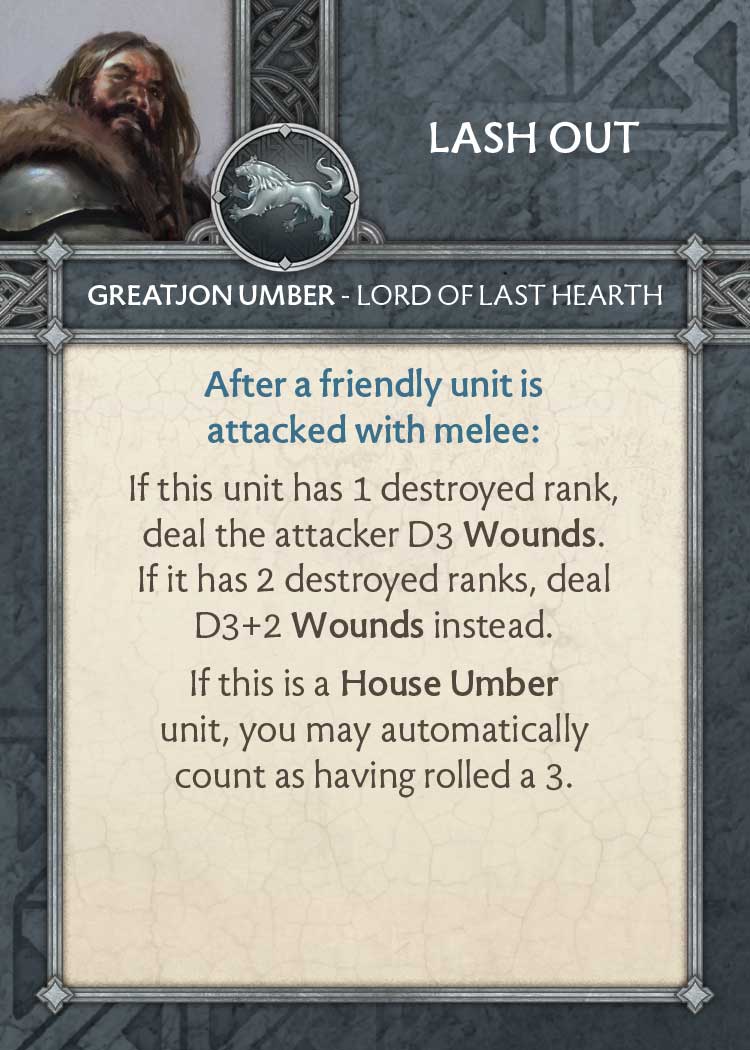 LASH OUT
GREATJON UMBER - LORD OF LAST HEARTH
After a friendly unit is
attacked with melee:
If this unit has 1 destroyed rank,
deal the attacker D3 Wounds.
If it has 2 destroyed ranks, deal
D3+2 Wounds instead.
If this is a House Umber
unit, you may automatically
count as having rolled a 3.